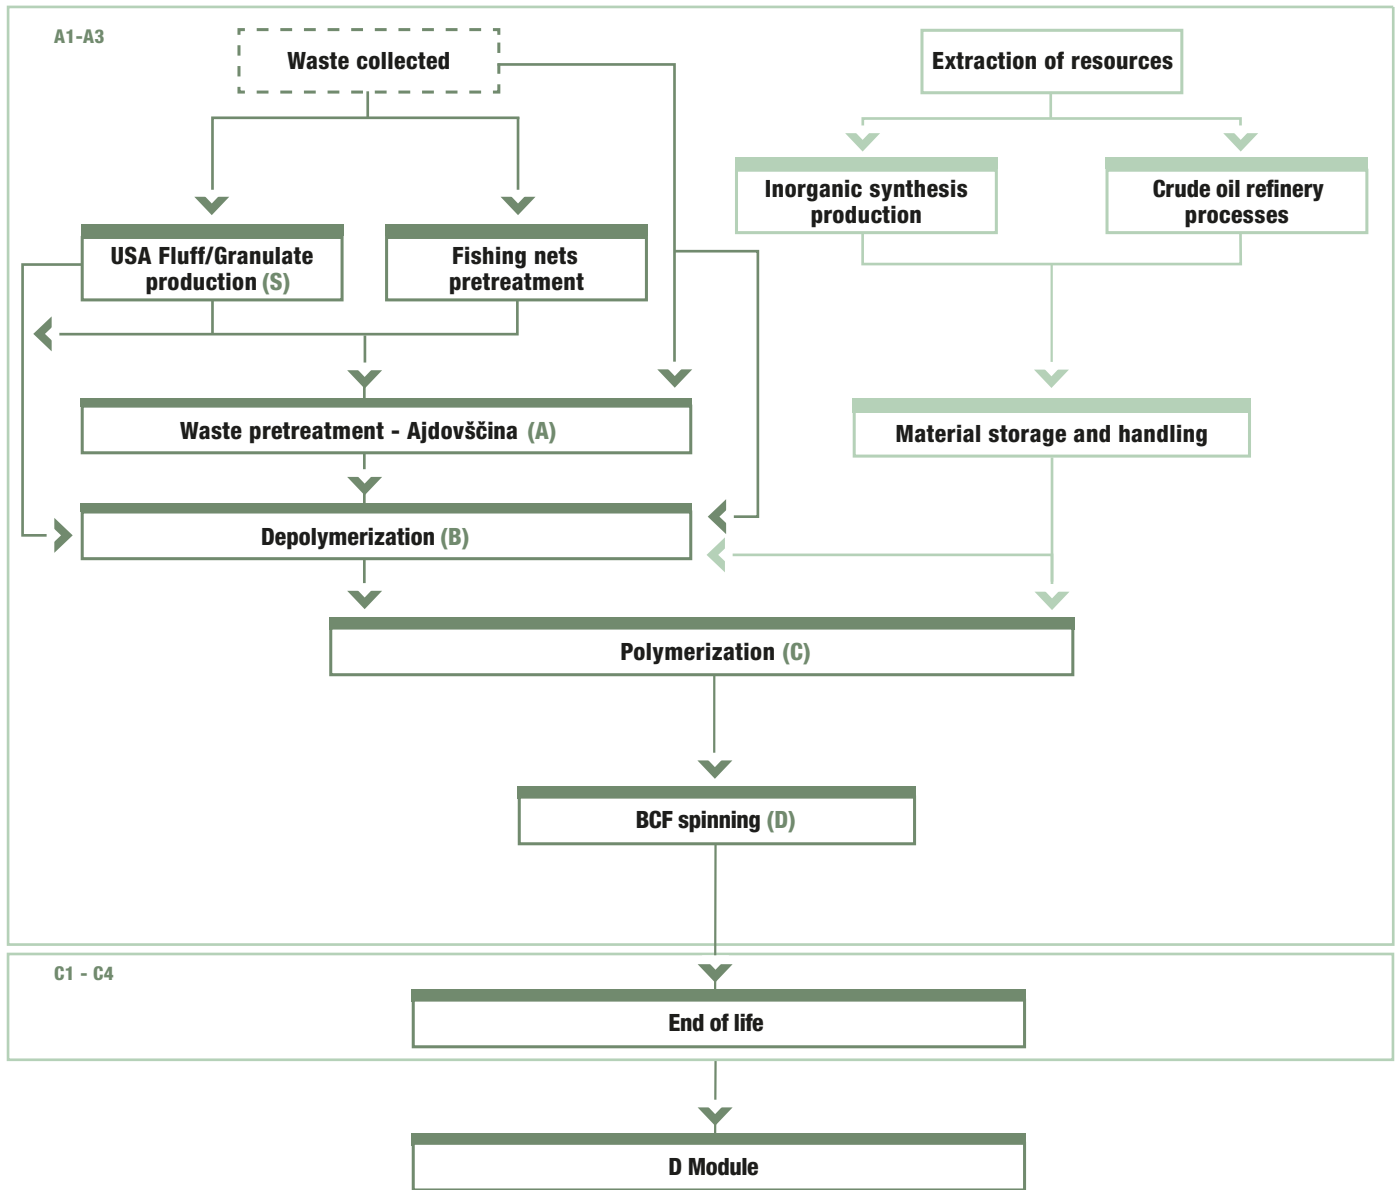 A1-A3
Waste collected
Extraction of resources
Inorganic synthesis
production
Crude oil refinery
processes
USA Fluff/Granulate
production (S)
Fishing nets
pretreatment
Waste pretreatment - Ajdovščina (A)
Material storage and handling
Depolymerization (B)
Polymerization (C)
BCF spinning (D)
C1 - C4
End of life
D Module